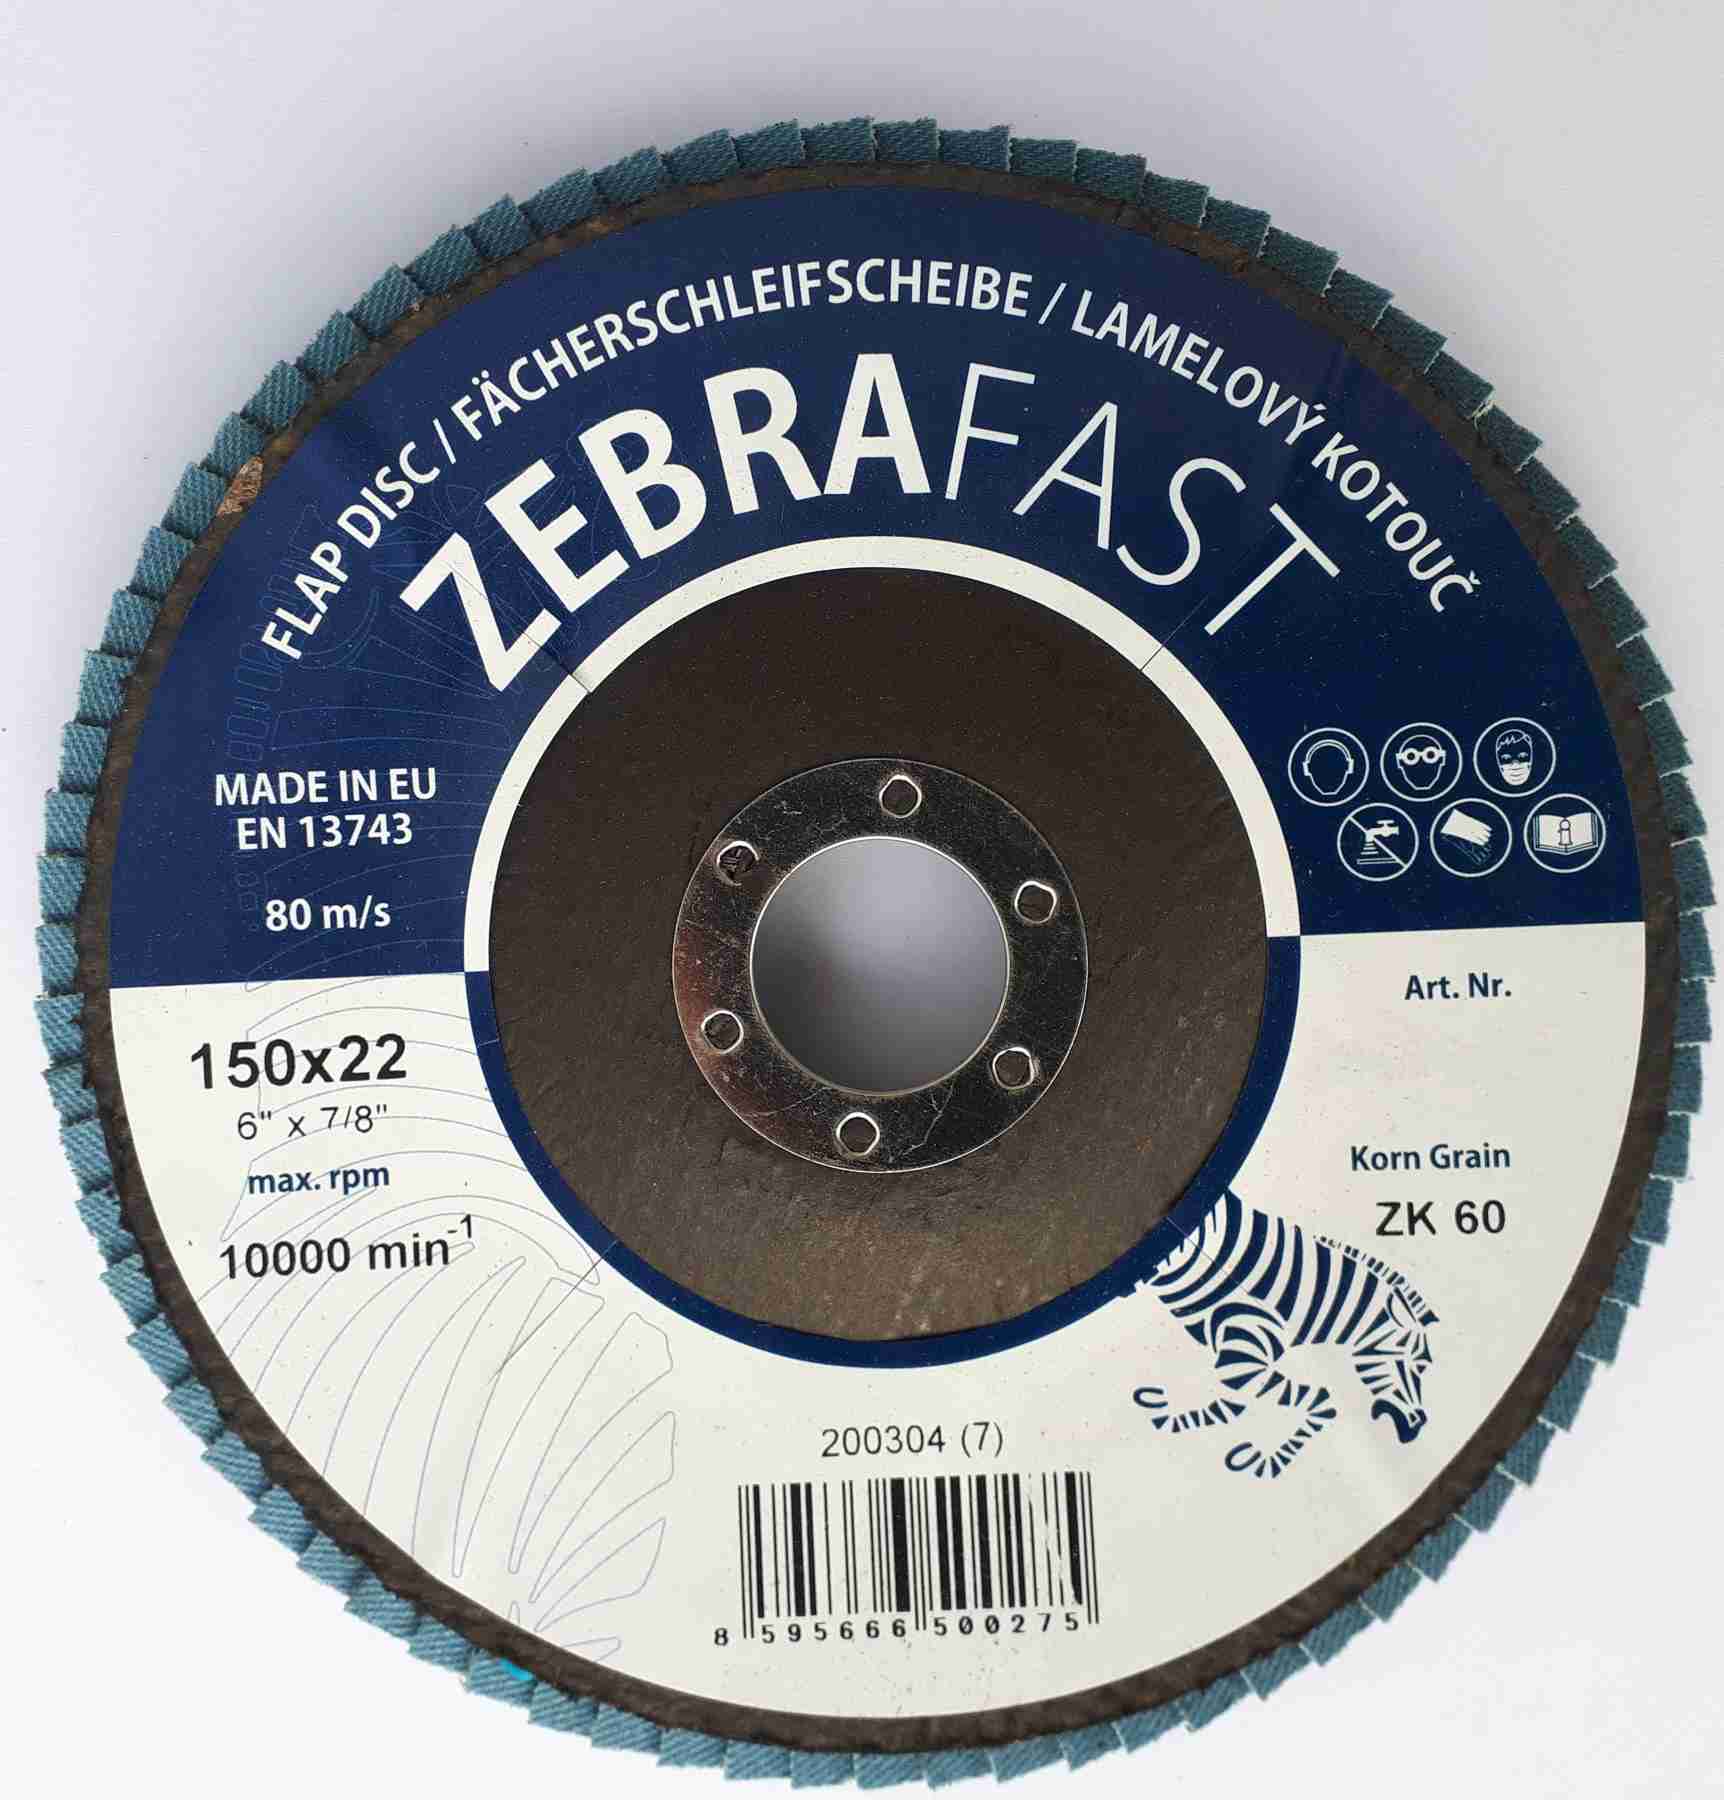 FLAP DISC / FÄCHERSCHLEIFSCHEIBE / LAMELOVÝ KOTOUČ
ZEBRAFAST
MADE IN EU
EN 13743
80 m/s
150x22
6" x 7/8"
max. rpm
10000 min-1
Art. Nr.
Korn Grain
ZK 60
200304 (7)
8 595666 500275